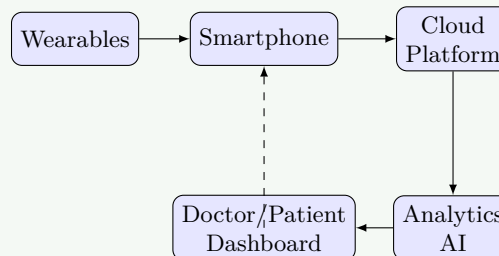 Wearables
Smartphone
Cloud
Platform
Doctor/Patient
Dashboard
Analytics
AI